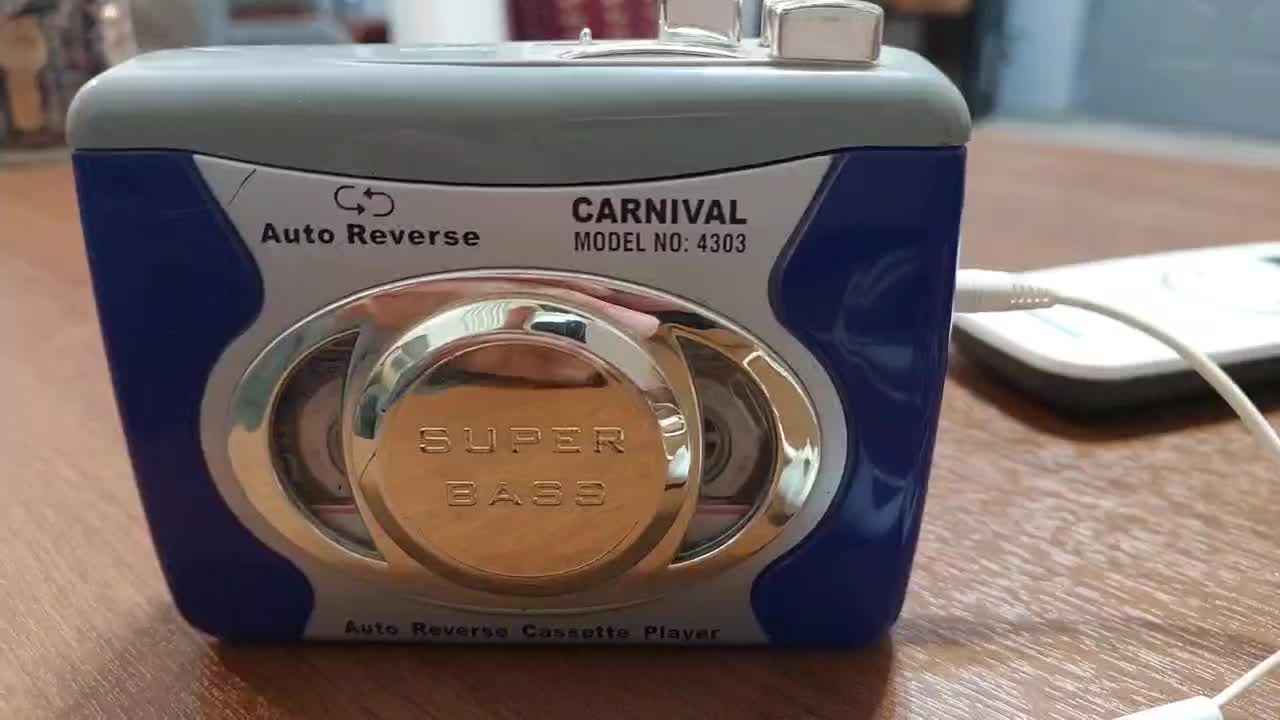 Auto Reverse
CARNIVAL
MODEL NO: 4303
SUPER
BASS
Auto Reverse Cassette Player